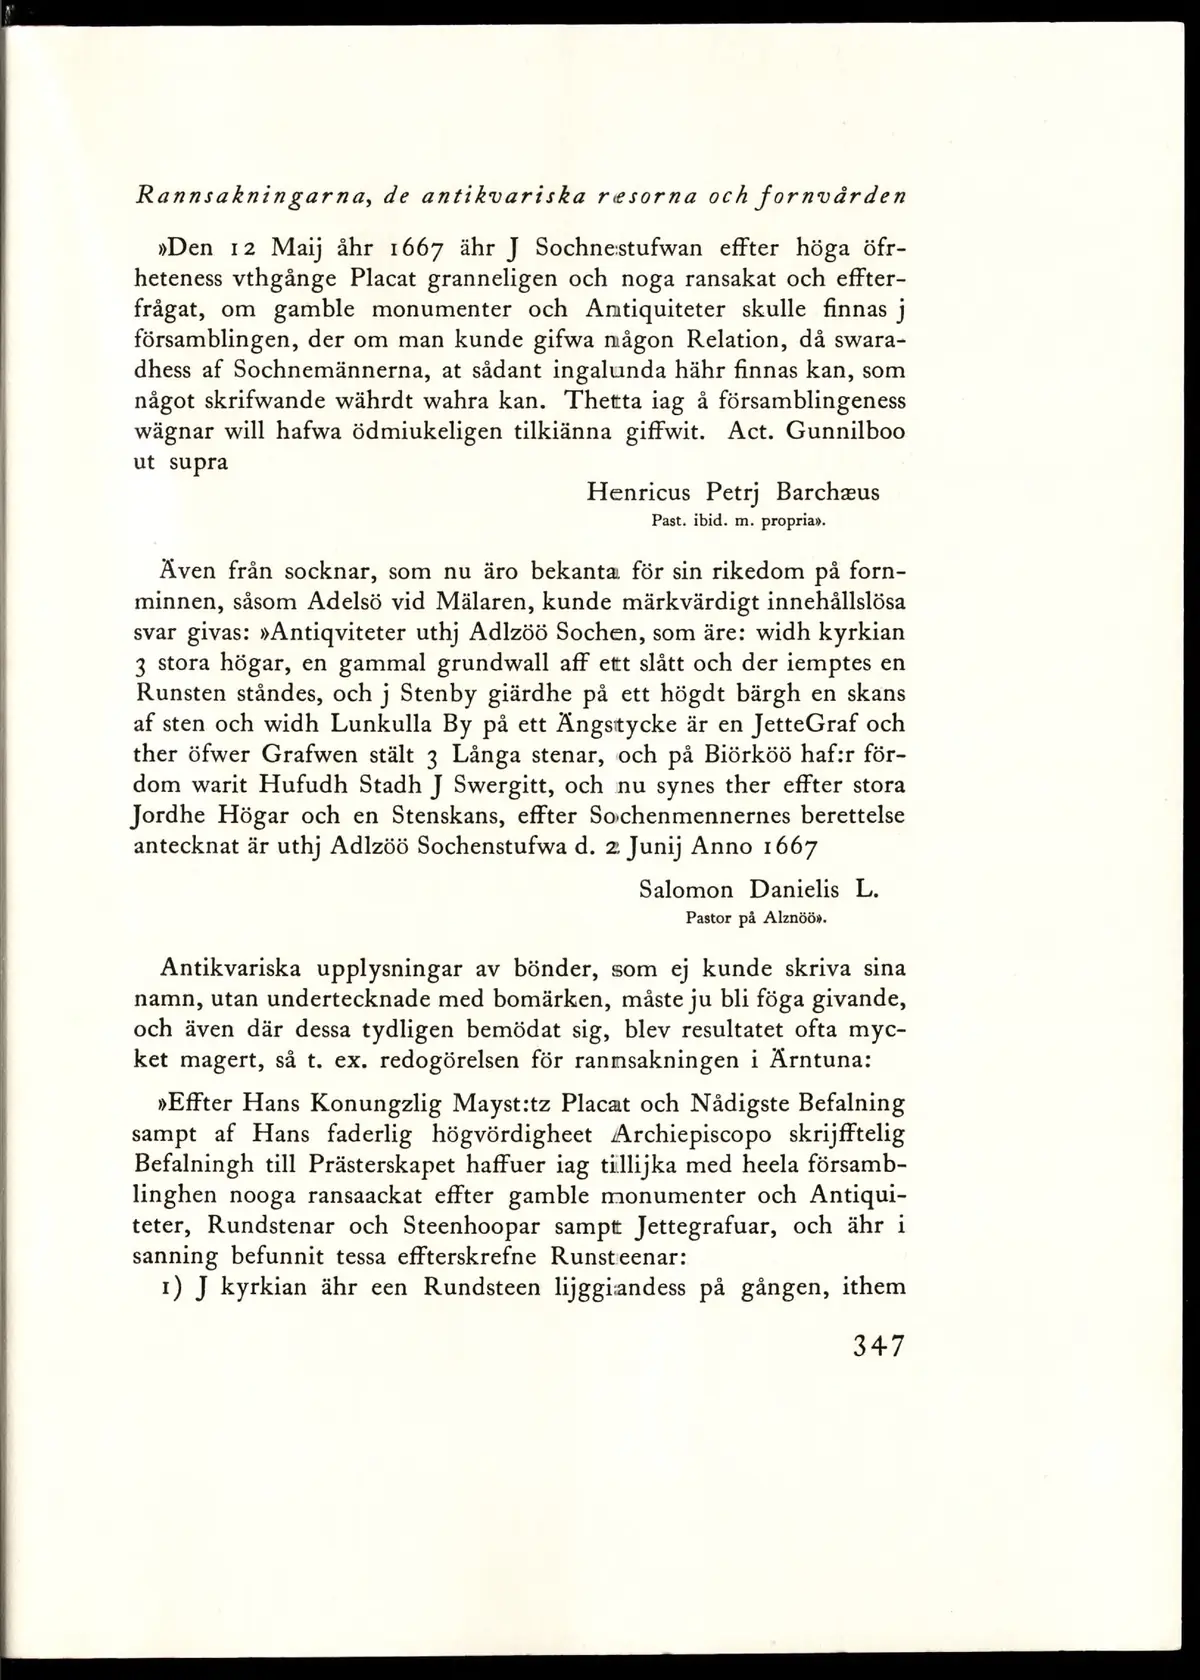 Rannsakningarna, de antikvariska resorna och fornvården
»Den 12 Maij åhr 1667 ähr J Sochnestufwan effter höga öfr-
heteness vthgånge Placat granneligen och noga ransakat och effter-
frågat, om gamble monumenter och Antiquiteter skulle finnas j
församblingen, der om man kunde gifwa någon Relation, då swara-
dhess af Sochnemännerna, at sådant ingalunda hähr finnas kan, som
något skrifwande währdt wahra kan. Thetta iag å församblingeness
wägnar will hafwa ödmiukeligen tilkiänna giffwit. Act. Gunnilboo
ut supra
Henricus Petrj Barchæus
Past. ibid. m. propria».
Även från socknar, som nu äro bekanta för sin rikedom på forn-
minnen, såsom Adelsö vid Mälaren, kunde märkvärdigt innehållslösa
svar givas: »Antiqviteter uthj Adlzöö Sochen, som äre: widh kyrkian
3 stora högar, en gammal grundwall aff ett slått och der iemptes en
Runsten ståndes, och j Stenby giärdhe på ett högdt bärgh en skans
af sten och widh Lunkulla By på ett Ängstycke är en JetteGraf och
ther öfwer Grafwen stält 3 Långa stenar, och på Biörköö haf:r för-
dom warit Hufudh Stadh J Swergitt, och nu synes ther effter stora
Jordhe Högar och en Stenskans, effter Sochenmennernes berettelse
antecknat är uthj Adlzöö Sochenstufwa d. 2 Junij Anno 1667
Salomon Danielis L.
Pastor på Alznöö».
Antikvariska upplysningar av bönder, som ej kunde skriva sina
namn, utan undertecknade med bomärken, måste ju bli föga givande,
och även där dessa tydligen bemödat sig, blev resultatet ofta myc-
ket magert, så t. ex. redogörelsen för rannsakningen i Ärntuna:
»Effter Hans Konungzlig Mayst:tz Placat och Nådigste Befalning
sampt af Hans faderlig högvördigheet Archiepiscopo skrijfftelig
Befalningh till Prästerskapet haffuer iag tillijka med heela församb-
linghen nooga ransaackat effter gamble monumenter och Antiqui-
teter, Rundstenar och Steenhoopar sampt Jettegrafuar, och ähr i
sanning befunnit tessa effterskrefne Runsteenar:
1) J kyrkian ähr een Rundsteen lijggiandess på gången, ithem
347